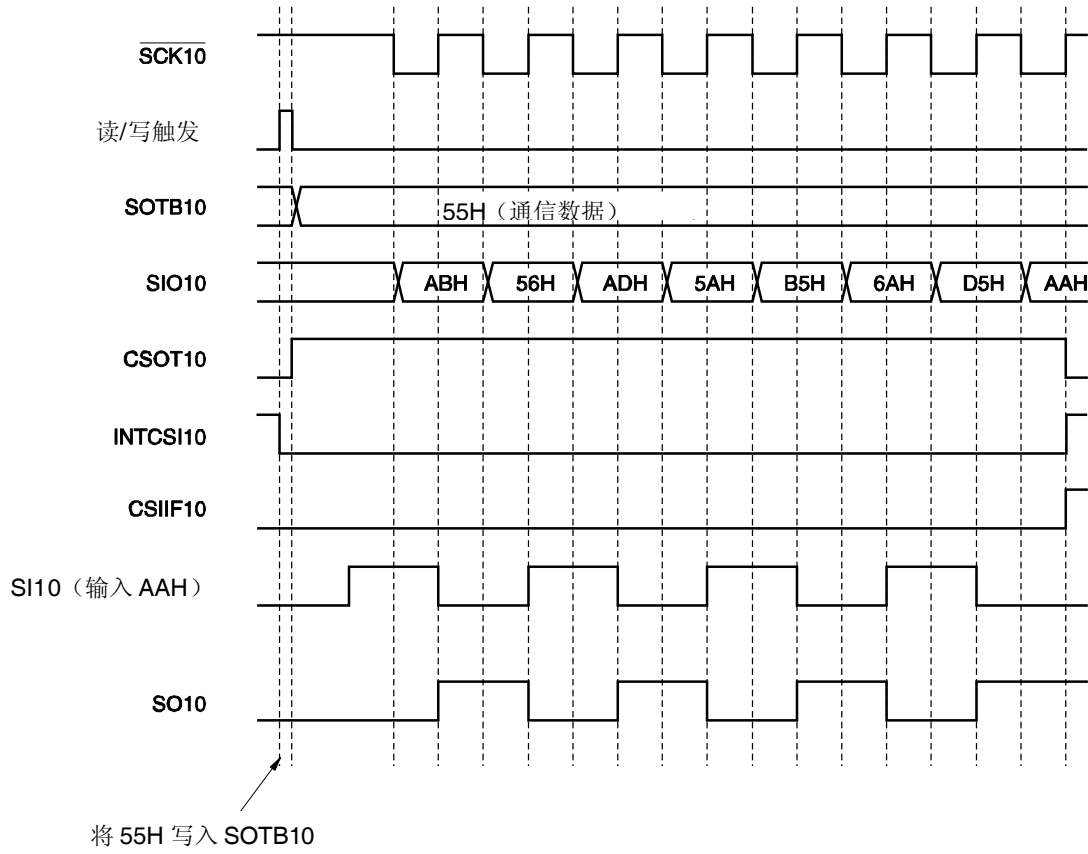 SCK10
读/写触发
SOTB10
55H（通信数据）
SIO10
ABH
56H
ADH
5AH
B5H
6AH
D5H
AAH
CSOT10
INTCSI10
CSIIF10
SI10（输入 AAH）
SO10
将 55H 写入 SOTB10